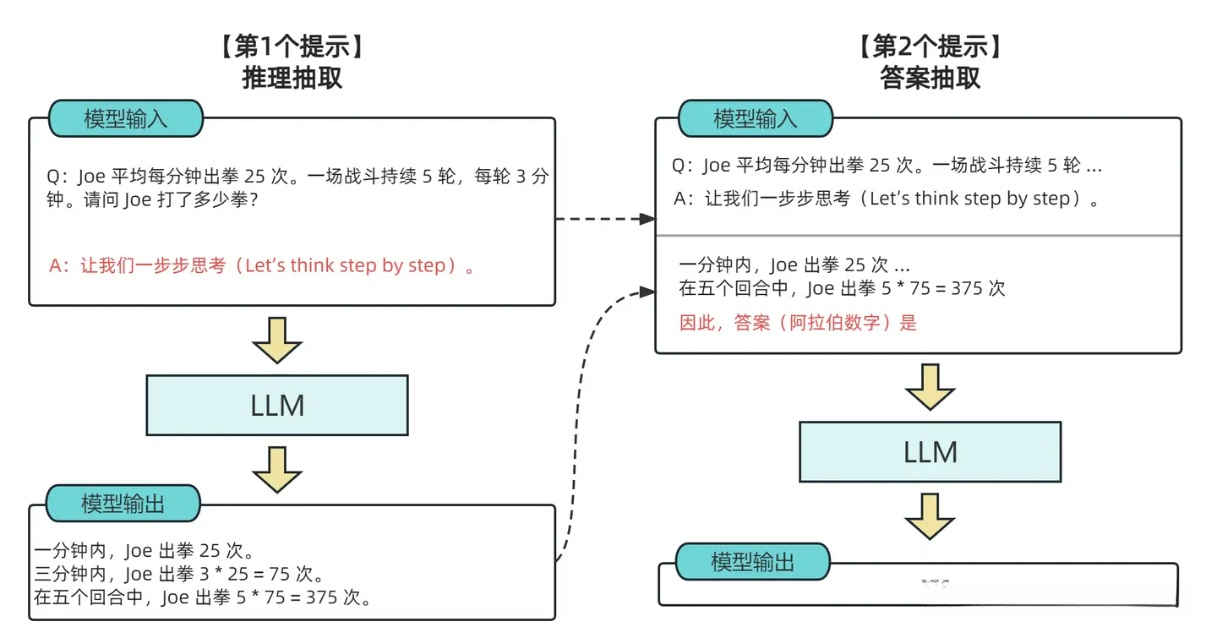 【第1个提示】
推理抽取
模型输入
Q：Joe 平均每分钟出拳 25 次。一场战斗持续 5 轮，每轮 3 分
钟。请问 Joe 打了多少拳？
A：让我们一步步思考（Let's think step by step）。
LLM
模型输出
一分钟内，Joe 出拳 25 次。
三分钟内，Joe 出拳 3 * 25 = 75 次。
在五个回合中，Joe 出拳 5 * 75 = 375 次。
【第2个提示】
答案抽取
模型输入
Q：Joe 平均每分钟出拳 25 次。一场战斗持续 5 轮 ...
A：让我们一步步思考（Let's think step by step）。
一分钟内，Joe 出拳 25 次 ...
在五个回合中，Joe 出拳 5 * 75 = 375 次
因此，答案（阿拉伯数字）是
LLM
模型输出